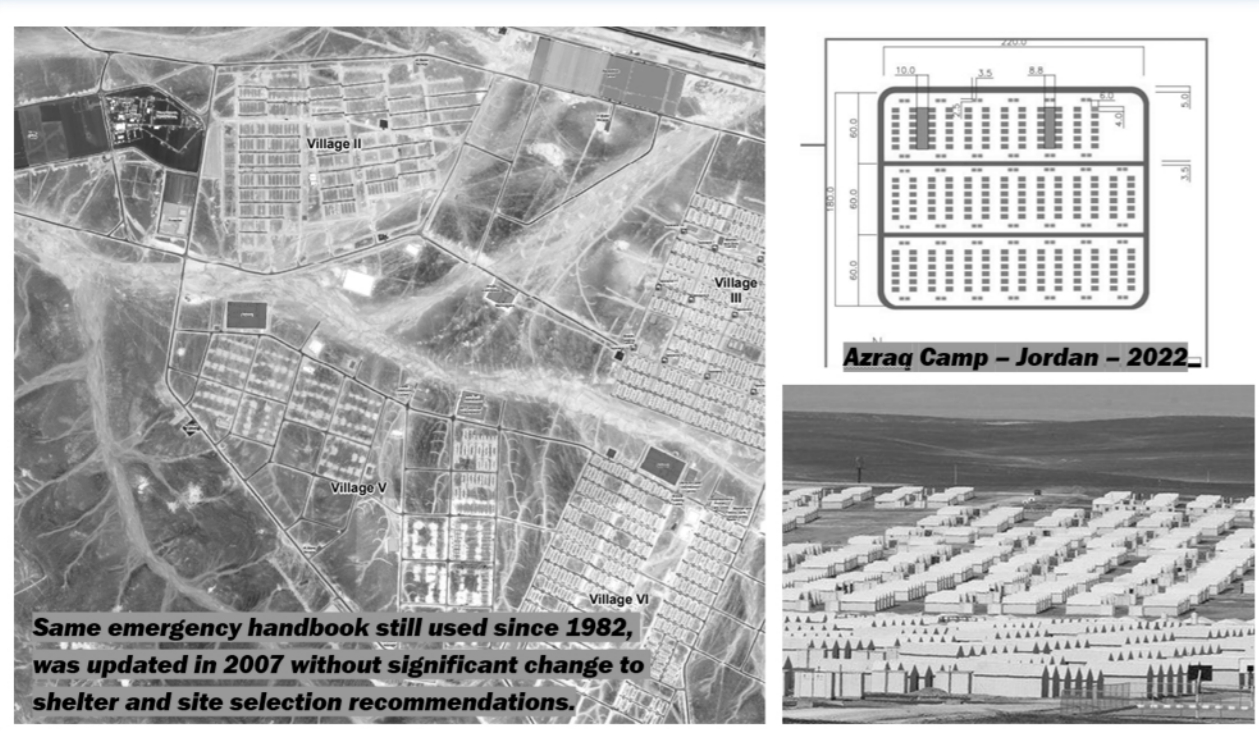 Village II
Village III
Village V
Village VI
Same emergency handbook still used since 1982,
was updated in 2007 without significant change to
shelter and site selection recommendations.
220.0
10.0
3.5
8.8
6.0
5.0
2.5
4.0
60.0
3.5
180.0
60.0
60.0
N
Azraq Camp – Jordan – 2022